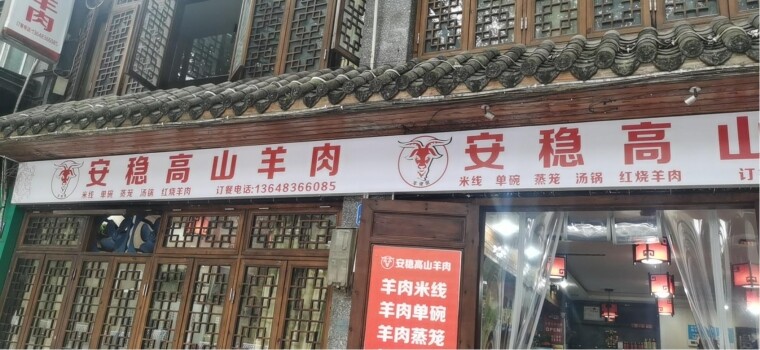 羊肉
安稳高山羊肉
米线 单碗 蒸笼 汤锅 红烧羊肉 订餐电话:13648366085
安稳高山
米线 单碗 蒸笼 汤锅 红烧羊肉 订
安稳高山羊肉
羊肉米线
羊肉单碗
羊肉蒸笼